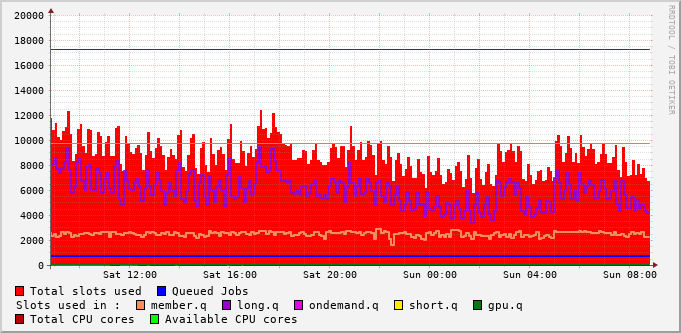 20000
18000
16000
14000
12000
10000
8000
6000
4000
2000
0
Sat 12:00 Sat 16:00 Sat 20:00 Sun 00:00 Sun 04:00 Sun 08:00
RRDTOOL / TOBI OETIKER
Total slots used Queued Jobs
Slots used in : member.q long.q ondemand.q short.q gpu.q
Total CPU cores Available CPU cores